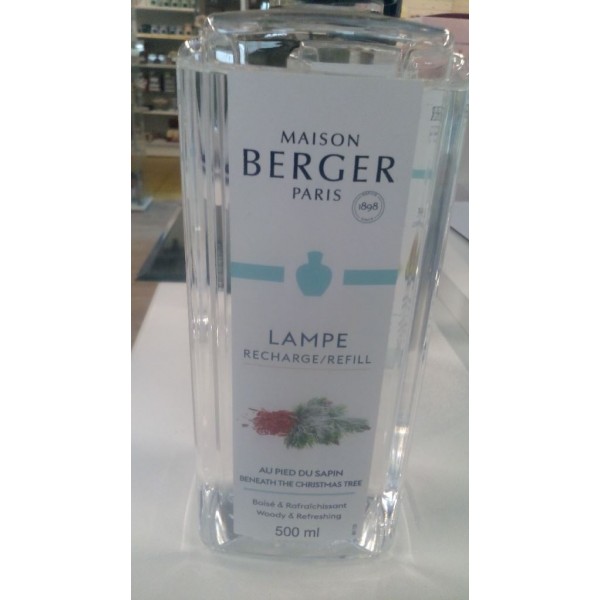 MAISON
BERGER
PARIS
1898
LAMPE
RECHARGE/REFILL
AU PIED DU SAPIN
BENEATH THE CHRISTMAS TREE
Boisé & Rafraîchissant
Woody & Refreshing
500 ml